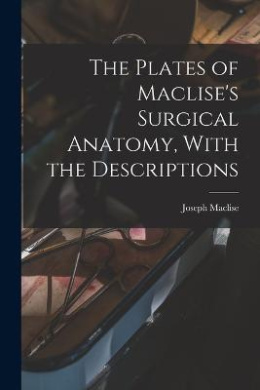 The Plates of
Maclise's
Surgical
Anatomy, With
the Descriptions
Joseph Maclise